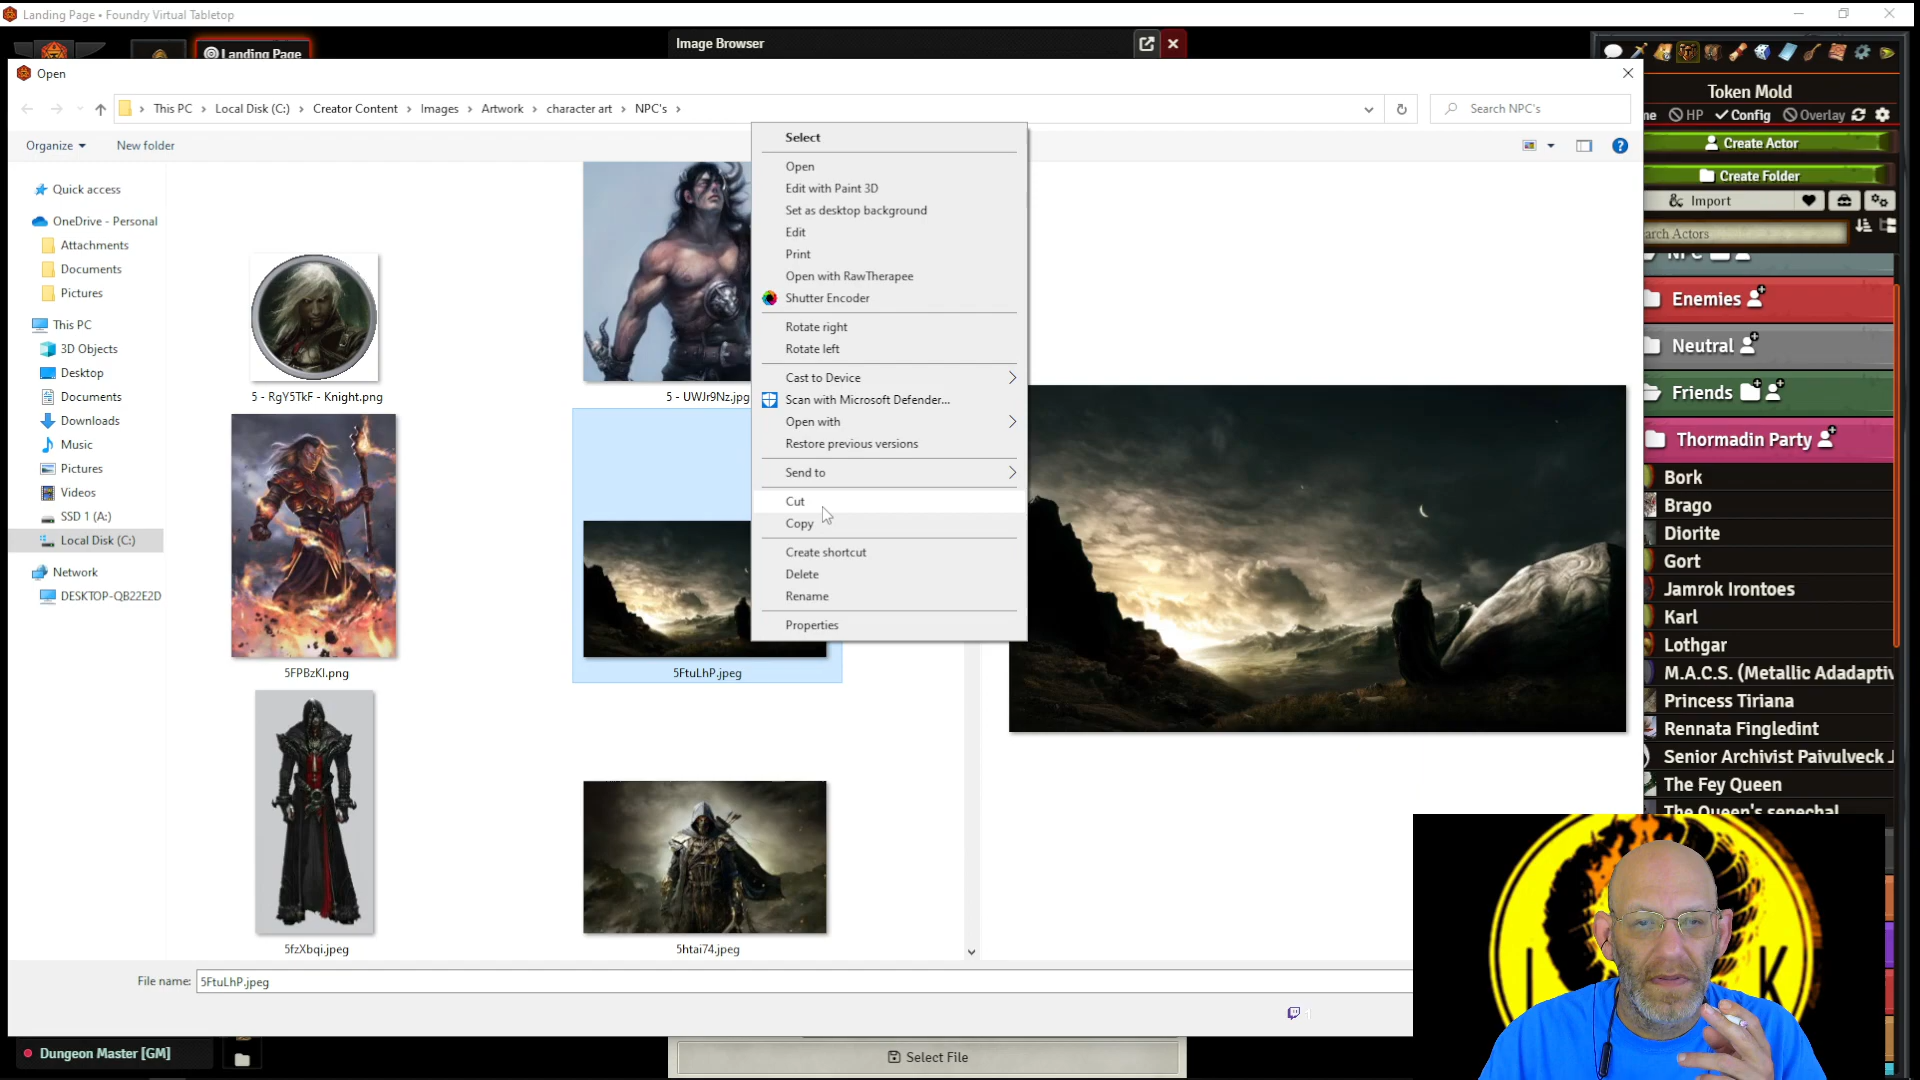 Landing Page • Foundry Virtual Tabletop
Landing Page
Image Browser
Open
This PC > Local Disk (C:) > Creator Content > Images > Artwork > character art > NPC's >
Search NPC's
Organize
New folder
Quick access
OneDrive - Personal
Attachments
Documents
Pictures
This PC
3D Objects
Desktop
Documents
Downloads
Music
Pictures
Videos
SSD 1 (A:)
Local Disk (C:)
Network
DESKTOP-QB22E2D
5 - RgY5TkF - Knight.png
5 - UWJr9Nz.jpg
5FPBzKl.png
5FtuLhP.jpeg
5fzXbqi.jpeg
5htai74.jpeg
Select
Open
Edit with Paint 3D
Set as desktop background
Edit
Print
Open with RawTherapee
Shutter Encoder
Rotate right
Rotate left
Cast to Device
Scan with Microsoft Defender...
Open with
Restore previous versions
Send to
Cut
Copy
Create shortcut
Delete
Rename
Properties
File name: 5FtuLhP.jpeg
Select File
Dungeon Master [GM]
Token Mold
me HP Config Overlay
Create Actor
Create Folder
Import
arch Actors
NPC
Enemies
Neutral
Friends
Thormadin Party
Bork
Brago
Diorite
Gort
Jamrok Irontoes
Karl
Lothgar
M.A.C.S. (Metallic Adadaptiv
Princess Tiriana
Rennata Fingledint
Senior Archivist Paivulveck J
The Fey Queen
The Queen's senechal
K